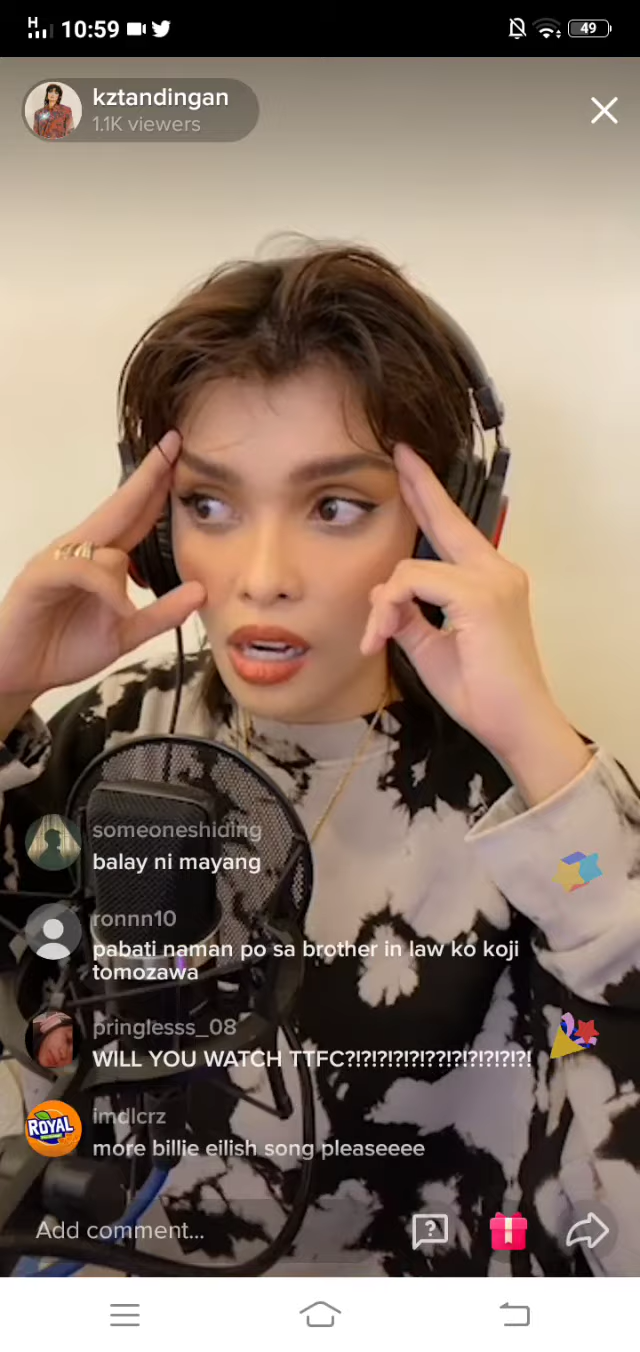 H
10:59
49
kztandingan
1.1K viewers
someoneshiding
balay ni mayang
ronnn10
pabati naman po sa brother in law ko koji
tomozawa
pringlesss_08
WILL YOU WATCH TTFC?!?!?!?!?!??!?!?!?!?!?!
imdlcrz
ROYAL
more billie eilish song pleaseeee
Add comment...
?